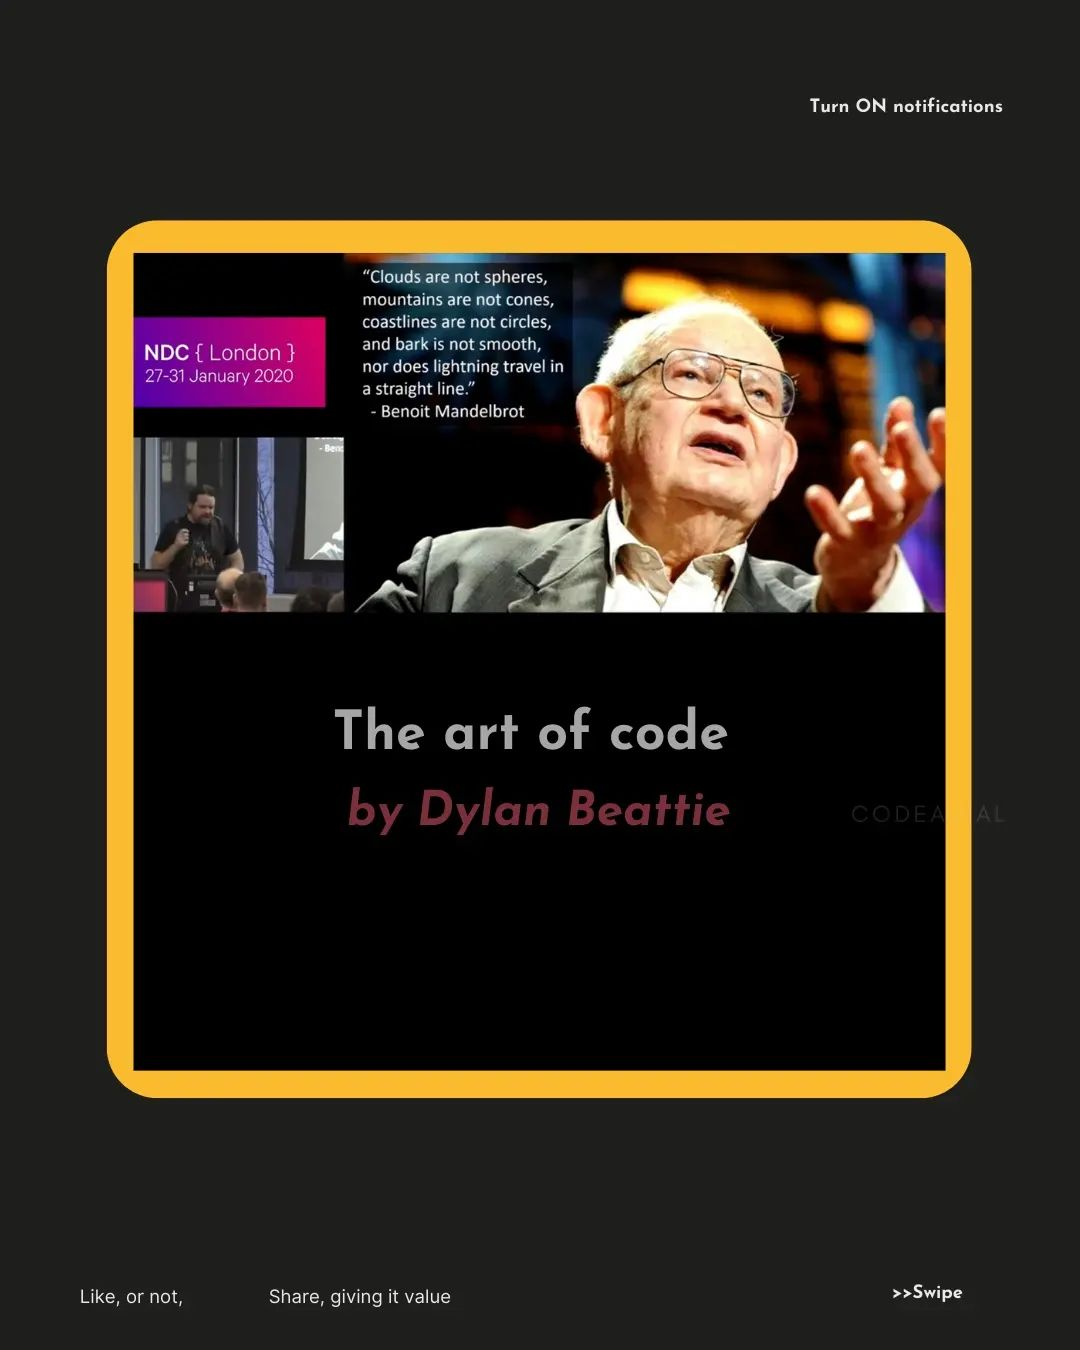 Turn ON notifications
“Clouds are not spheres,
mountains are not cones,
coastlines are not circles,
and bark is not smooth,
nor does lightning travel in
a straight line.”
- Benoit Mandelbrot
NDC { London }
27-31 January 2020
The art of code
by Dylan Beattie
Like, or not,
Share, giving it value
>>Swipe